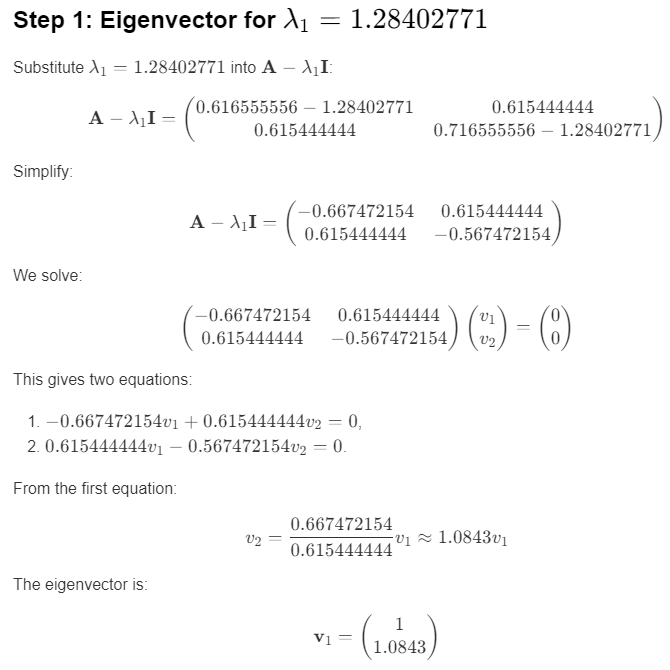 Step 1: Eigenvector for λ₁ = 1.28402771
Substitute λ₁ = 1.28402771 into A − λ₁I:
A − λ₁I = ( 0.616555556 − 1.28402771 0.615444444
0.615444444 0.716555556 − 1.28402771 )
Simplify:
A − λ₁I = ( −0.667472154 0.615444444
0.615444444 −0.567472154 )
We solve:
( −0.667472154 0.615444444
0.615444444 −0.567472154 ) ( v₁
v₂ ) = ( 0
0 )
This gives two equations:
1. −0.667472154v₁ + 0.615444444v₂ = 0,
2. 0.615444444v₁ − 0.567472154v₂ = 0.
From the first equation:
v₂ = 0.667472154 / 0.615444444 v₁ ≈ 1.0843v₁
The eigenvector is:
v₁ = ( 1
1.0843 )